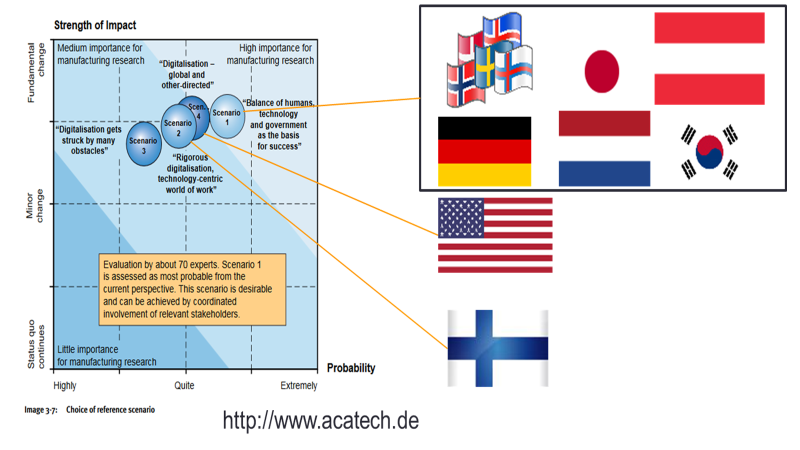 Strength of Impact
Fundamental
change
Minor
change
Status quo
continues
Medium importance for
manufacturing research
High importance for
manufacturing research
“Digitalisation –
global and
other-directed”
Scen.
4
Scenario
1
Scenario
2
Scenario
3
“Balance of humans,
technology
and government
as the basis
for success”
“Digitalisation gets
struck by many
obstacles”
“Rigorous
digitalisation,
technology-centric
world of work”
Evaluation by about 70 experts. Scenario 1
is assessed as most probable from the
current perspective. This scenario is desirable
and can be achieved by coordinated
involvement of relevant stakeholders.
Little importance
for manufacturing research
Probability
Highly
Quite
Extremely
Image 3-7: Choice of reference scenario
http://www.acatech.de